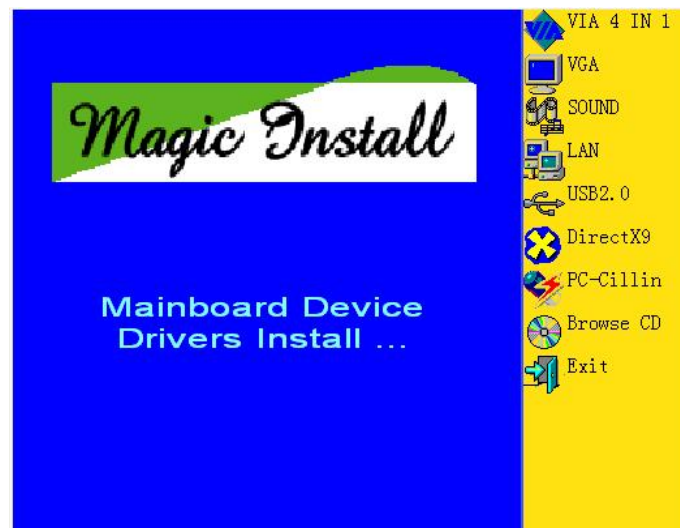 Magic Install
Mainboard Device
Drivers Install ...
VIA 4 IN 1
VGA
SOUND
LAN
USB2.0
DirectX9
PC-Cillin
Browse CD
Exit